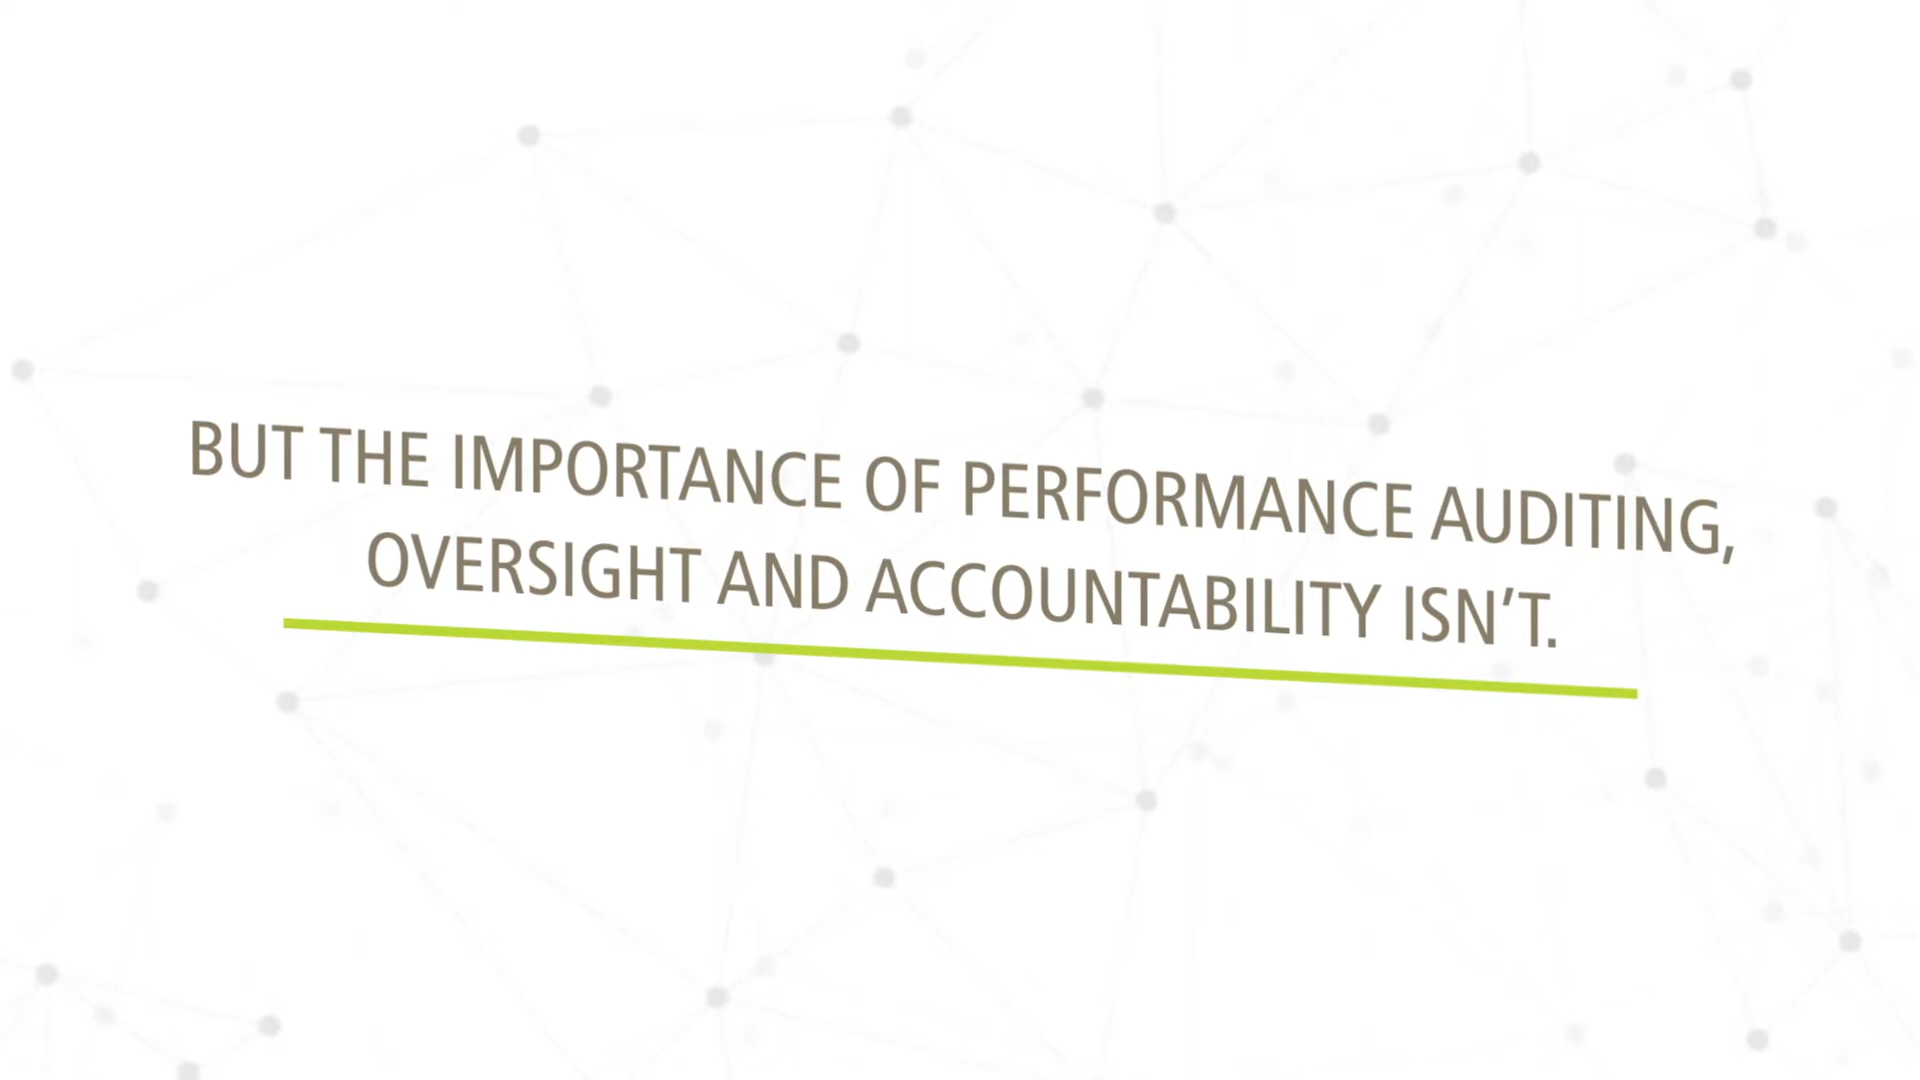 BUT THE IMPORTANCE OF PERFORMANCE AUDITING,
OVERSIGHT AND ACCOUNTABILITY ISN’T.